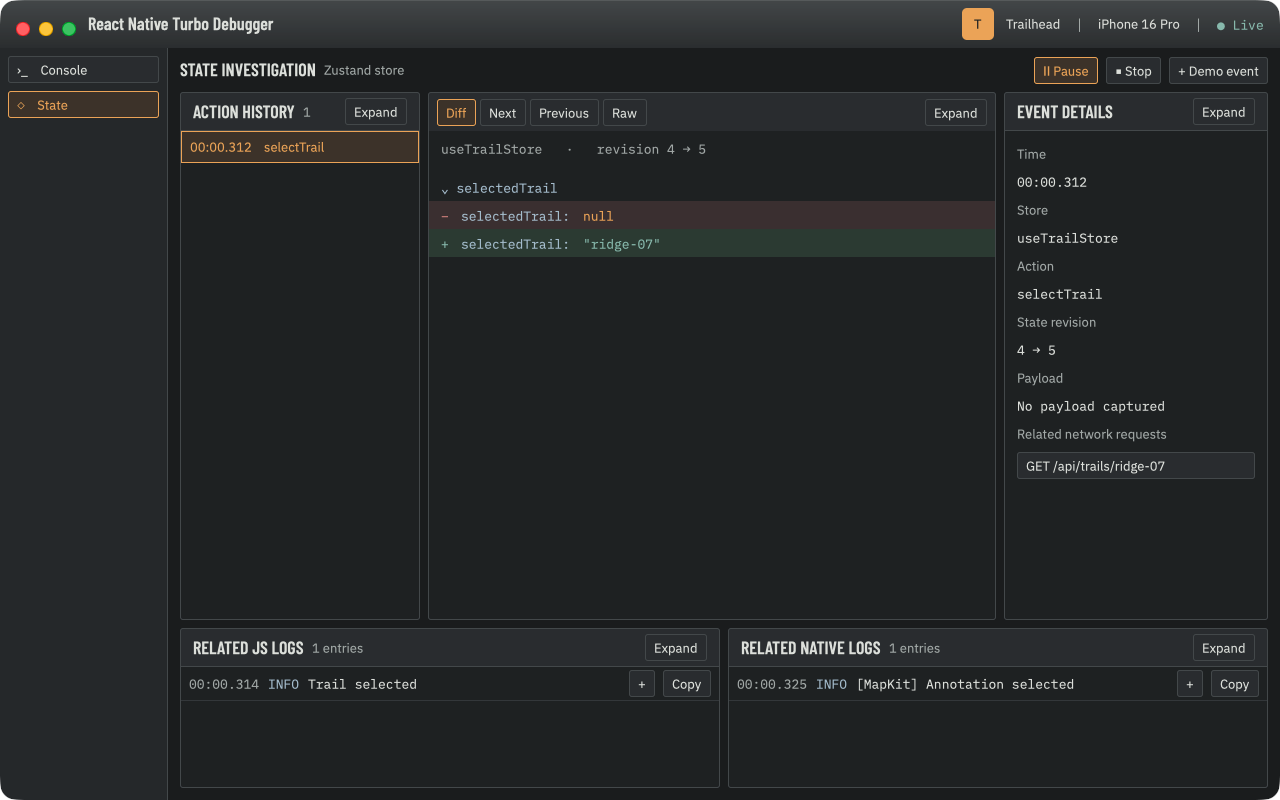 React Native Turbo Debugger
T Trailhead | iPhone 16 Pro | ● Live
›_ Console
◇ State
STATE INVESTIGATION Zustand store
II Pause
■ Stop
+ Demo event
ACTION HISTORY 1
Expand
00:00.312 selectTrail
Diff Next Previous Raw
Expand
useTrailStore · revision 4 → 5
⌄ selectedTrail
− selectedTrail: null
+ selectedTrail: "ridge-07"
EVENT DETAILS
Expand
Time
00:00.312
Store
useTrailStore
Action
selectTrail
State revision
4 → 5
Payload
No payload captured
Related network requests
GET /api/trails/ridge-07
RELATED JS LOGS 1 entries
Expand
00:00.314 INFO Trail selected + Copy
RELATED NATIVE LOGS 1 entries
Expand
00:00.325 INFO [MapKit] Annotation selected + Copy